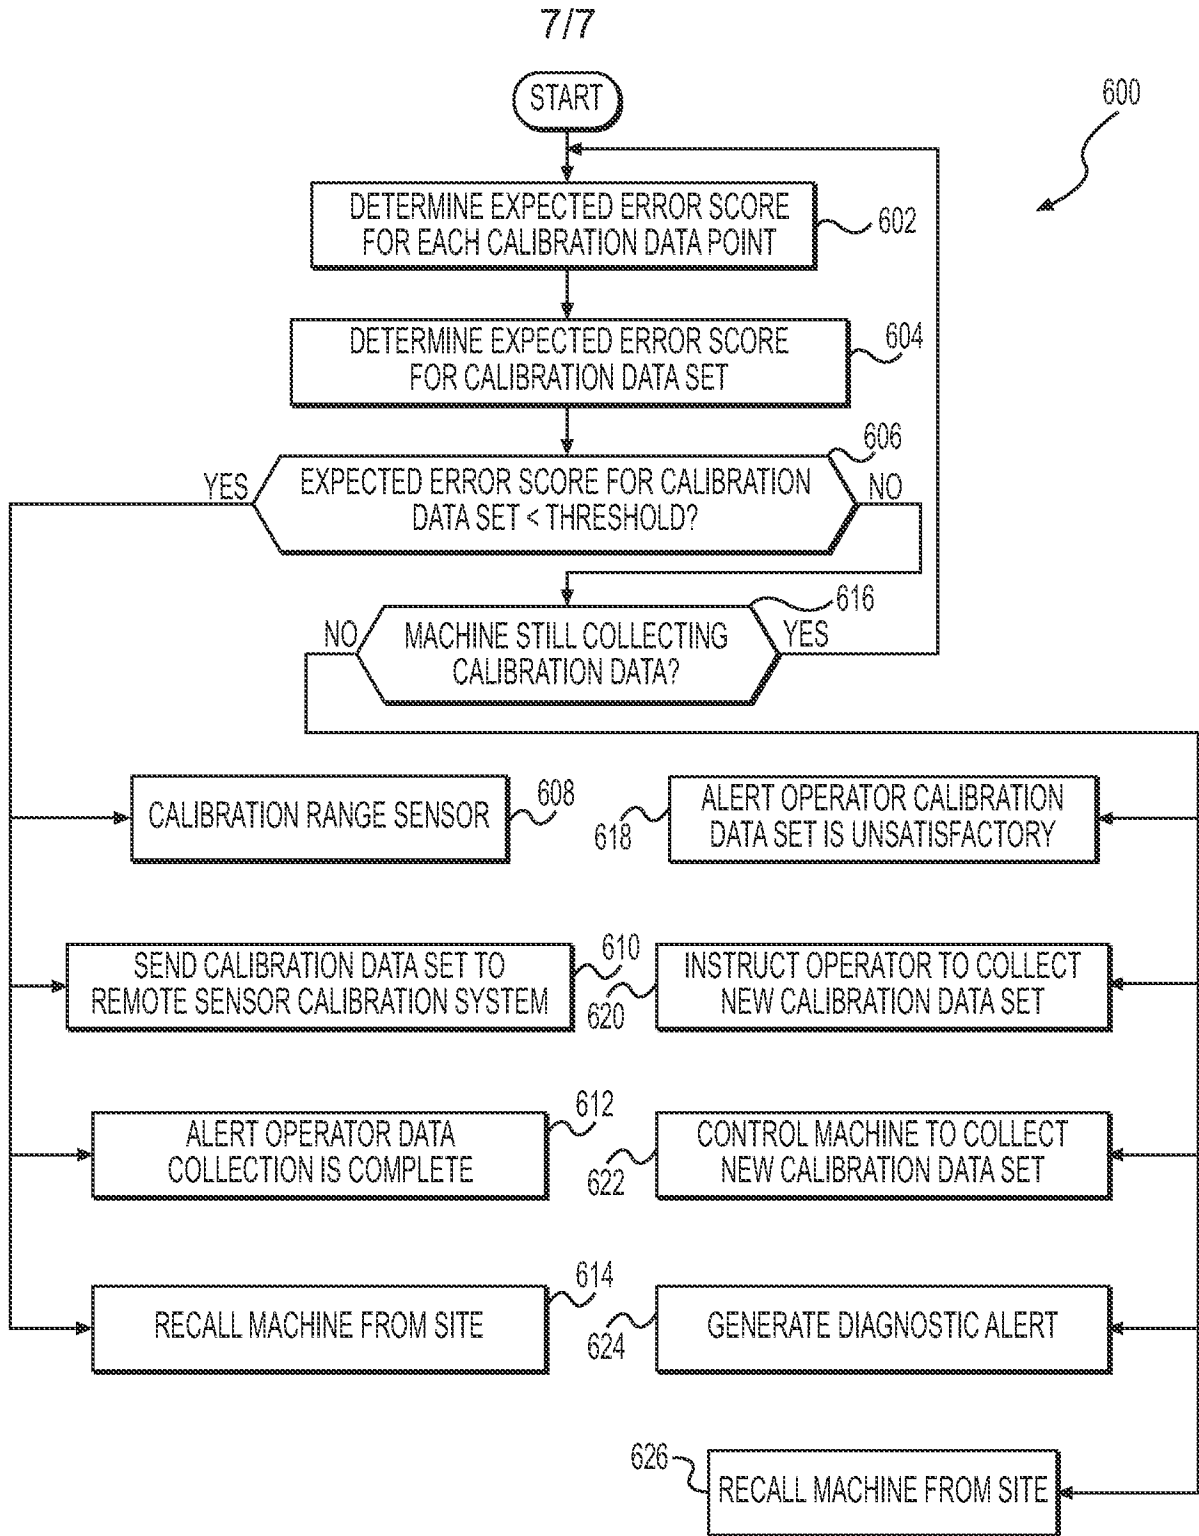 7/7
START
600
DETERMINE EXPECTED ERROR SCORE
FOR EACH CALIBRATION DATA POINT
602
DETERMINE EXPECTED ERROR SCORE
FOR CALIBRATION DATA SET
604
606
YES
EXPECTED ERROR SCORE FOR CALIBRATION
DATA SET < THRESHOLD?
NO
616
NO
MACHINE STILL COLLECTING
CALIBRATION DATA?
YES
CALIBRATION RANGE SENSOR
608
618
ALERT OPERATOR CALIBRATION
DATA SET IS UNSATISFACTORY
SEND CALIBRATION DATA SET TO
REMOTE SENSOR CALIBRATION SYSTEM
610
620
INSTRUCT OPERATOR TO COLLECT
NEW CALIBRATION DATA SET
ALERT OPERATOR DATA
COLLECTION IS COMPLETE
612
622
CONTROL MACHINE TO COLLECT
NEW CALIBRATION DATA SET
RECALL MACHINE FROM SITE
614
624
GENERATE DIAGNOSTIC ALERT
626
RECALL MACHINE FROM SITE